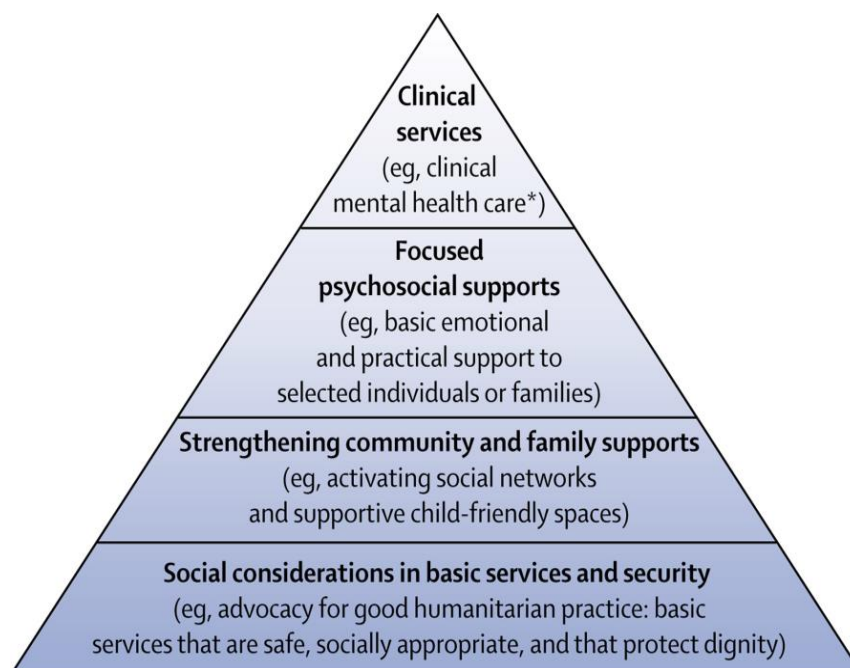 Clinical
services
(eg, clinical
mental health care*)
Focused
psychosocial supports
(eg, basic emotional
and practical support to
selected individuals or families)
Strengthening community and family supports
(eg, activating social networks
and supportive child-friendly spaces)
Social considerations in basic services and security
(eg, advocacy for good humanitarian practice: basic
services that are safe, socially appropriate, and that protect dignity)